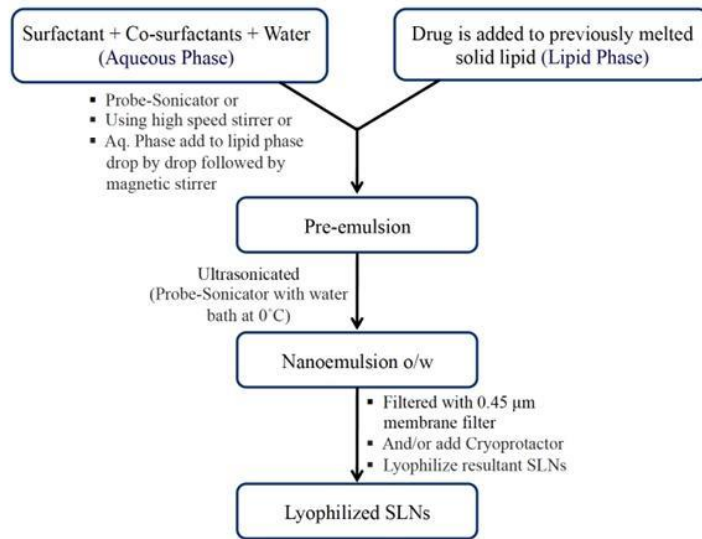 Surfactant + Co-surfactants + Water
(Aqueous Phase)
Drug is added to previously melted
solid lipid (Lipid Phase)
▪ Probe-Sonicator or
▪ Using high speed stirrer or
▪ Aq. Phase add to lipid phase
drop by drop followed by
magnetic stirrer
Pre-emulsion
Ultrasonicated
(Probe-Sonicator with water
bath at 0˚C)
Nanoemulsion o/w
▪ Filtered with 0.45 μm
membrane filter
▪ And/or add Cryoprotactor
▪ Lyophilize resultant SLNs
Lyophilized SLNs